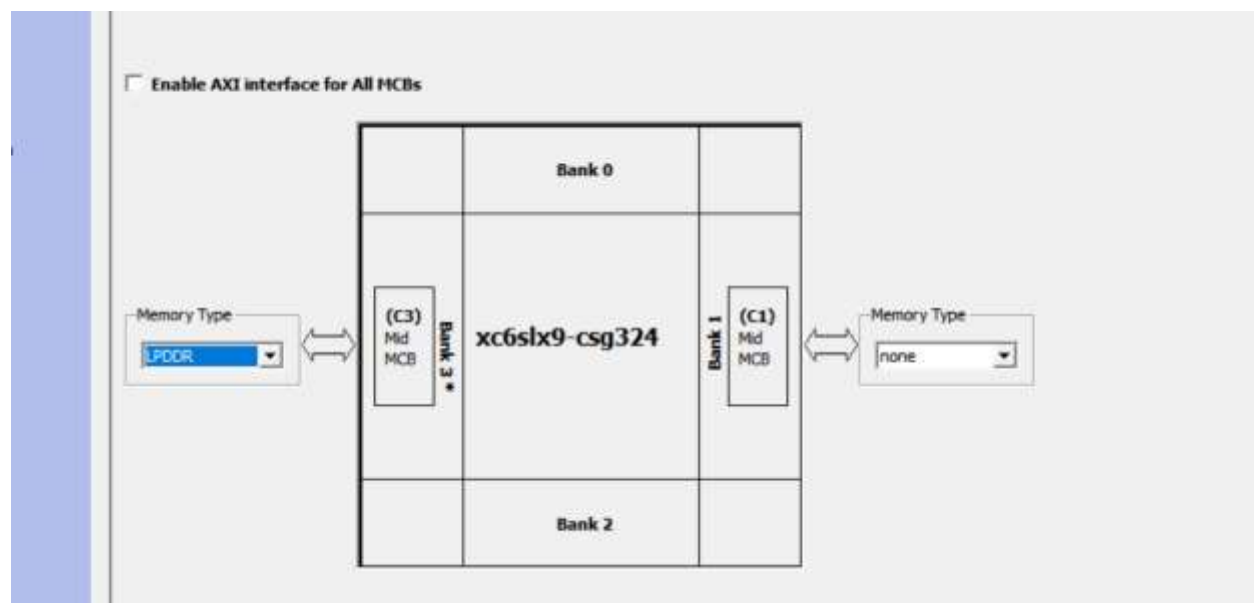 Enable AXI interface for All MCBs
Bank 0
Memory Type
LPDDR
(C3)
Mid
MCB
Bank 3 *
xc6slx9-csg324
Bank 1
(C1)
Mid
MCB
Memory Type
none
Bank 2